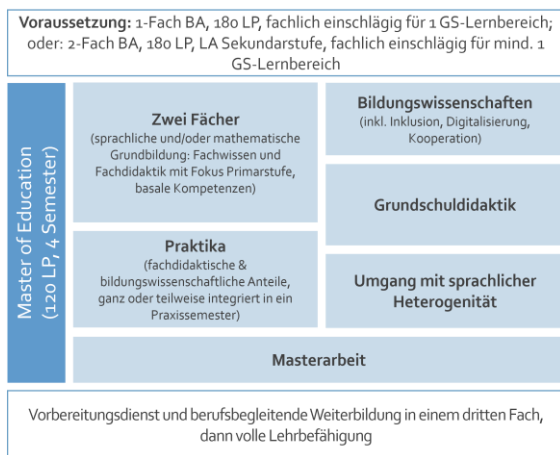 Voraussetzung: 1-Fach BA, 180 LP, fachlich einschlägig für 1 GS-Lernbereich;
oder: 2-Fach BA, 180 LP, LA Sekundarstufe, fachlich einschlägig für mind. 1
GS-Lernbereich
Master of Education
(120 LP, 4 Semester)
Zwei Fächer
(sprachliche und/oder mathematische
Grundbildung: Fachwissen und
Fachdidaktik mit Fokus Primarstufe,
basale Kompetenzen)
Bildungswissenschaften
(inkl. Inklusion, Digitalisierung,
Kooperation)
Grundschuldidaktik
Praktika
(fachdidaktische &
bildungswissenschaftliche Anteile,
ganz oder teilweise integriert in ein
Praxissemester)
Umgang mit sprachlicher
Heterogenität
Masterarbeit
Vorbereitungsdienst und berufsbegleitende Weiterbildung in einem dritten Fach,
dann volle Lehrbefähigung